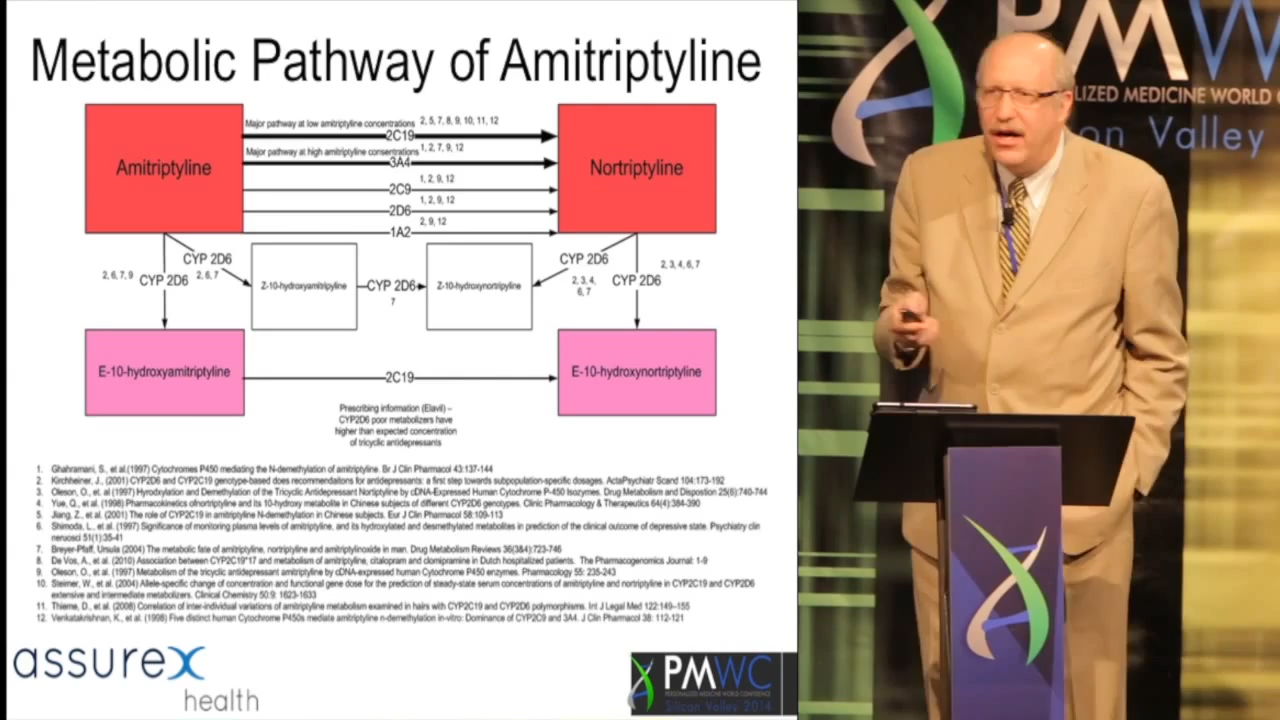 Metabolic Pathway of Amitriptyline
Amitriptyline
Major pathway at low amitriptyline concentrations 2, 5, 7, 8, 9, 10, 11, 12
2C19
Major pathway at high amitriptyline consentrations 1, 2, 7, 9, 12
3A4
1, 2, 9, 12
2C9
1, 2, 9, 12
2D6
2, 9, 12
1A2
Nortriptyline
CYP 2D6
2, 6, 7, 9 CYP 2D6 2, 6, 7
Z-10-hydroxyamitriptyline
CYP 2D6
7
Z-10-hydroxynortriptyline
CYP 2D6
2, 3, 4,
6, 7
CYP 2D6
2, 3, 4, 6, 7
E-10-hydroxyamitriptyline
2C19
E-10-hydroxynortriptyline
Prescribing information (Elavil) –
CYP2D6 poor metabolizers have
higher than expected concentration
of tricyclic antidepressants
1. Ghahramani, S., et al.(1997) Cytochromes P450 mediating the N-demethylation of amitriptyline. Br J Clin Pharmacol 43:137-144
2. Kirchheiner, J., (2001) CYP2D6 and CYP2C19 genotype-based does recommendaitons for antidepressants: a first step towards subpopulation-specific dosages. ActaPsychiatr Scand 104:173-192
3. Oleson, O., et. al (1997) Hyrodxylation and Demethylation of the Tricyclic Antidepressant Nortiptyline by cDNA-Expressed Human Cytochrome P-450 Isozymes. Drug Metabolism and Dispostion 25(6):740-744
4. Yue, Q., et al. (1998) Pharmacokinetics ofnortriptyline and its 10-hydroxy metabolite in Chinese subjects of different CYP2D6 genotypes. Clinic Pharmacology & Therapeutics 64(4):384-390
5. Jiang, Z., et al. (2001) The role of CYP2C19 in amitriptyline N-demethylation in Chinese subjects. Eur J Clin Pharmacol 58:109-113
6. Shimoda, L., et al. (1997) Significance of monitoring plasma levels of amitriptyline, and its hydroxylated and desmethylated metabolites in prediction of the clinical outcome of depressive state. Psychiatry clin
neruosci 51(1):35-41
7. Breyer-Pfaff, Ursula (2004) The metabolic fate of amitriptyline, nortriptyline and amitriptylinoxide in man. Drug Metabolism Reviews 36(3&4):723-746
8. De Vos, A., et al. (2010) Association between CYP2C19*17 and metabolism of amitriptyline, citalopram and clomipramine in Dutch hospitalized patients. The Pharmacogenomics Journal: 1-9
9. Oleson, O., et al. (1997) Metabolism of the tricyclic antidepressant amitriptyline by cDNA-expressed human Cytochrome P450 enzymes. Pharmacology 55: 235-243
10. Steimer, W., et al. (2004) Allele-specific change of concentration and functional gene dose for the prediction of steady-state serum concentrations of amitriptyline and nortriptyline in CYP2C19 and CYP2D6
extensive and intermediate metabolizers. Clinical Chemistry 50:9: 1623-1633
11. Thieme, D., et al. (2008) Correlation of inter-individual variations of amitriptyline metabolism examined in hairs with CYP2C19 and CYP2D6 polymorphisms. Int J Legal Med 122:149–155
12. Venkatakrishnan, K., et al. (1998) Five distinct human Cytochrome P450s mediate amitriptyline n-demethylation in-vitro: Dominance of CYP2C9 and 3A4. J Clin Pharmacol 38: 112-121
assurex
health
PMWC
PERSONALIZED MEDICINE WORLD CONFERENCE
Silicon Valley 2014
PMW
LIZED MEDICINE WORLD
on Valley